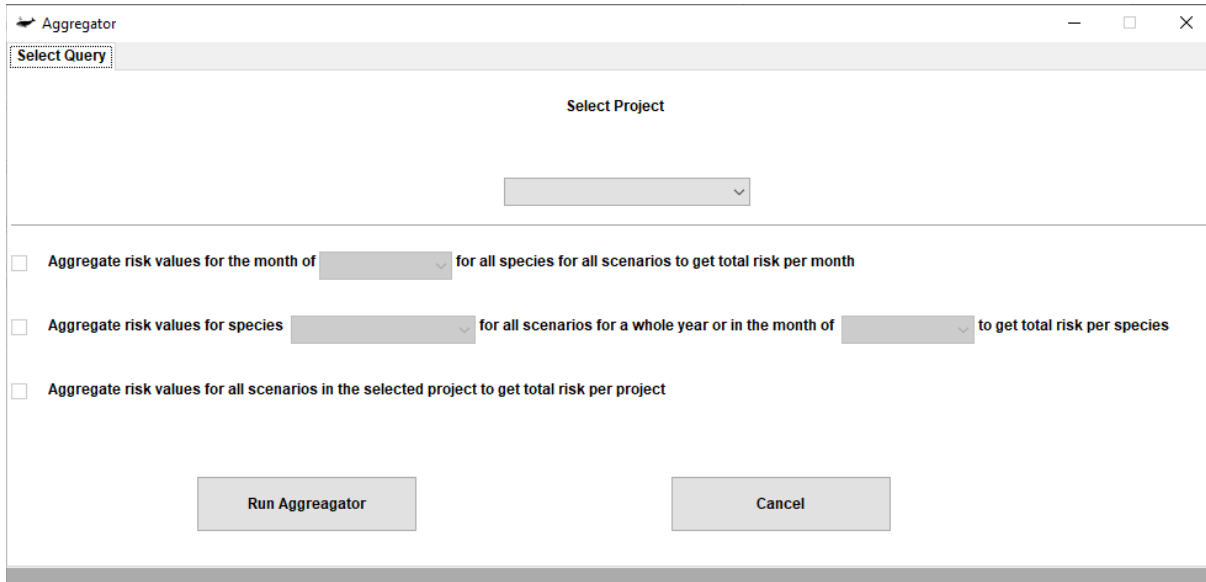 Aggregator
Select Query
Select Project
Aggregate risk values for the month of for all species for all scenarios to get total risk per month
Aggregate risk values for species for all scenarios for a whole year or in the month of to get total risk per species
Aggregate risk values for all scenarios in the selected project to get total risk per project
Run Aggreagator Cancel